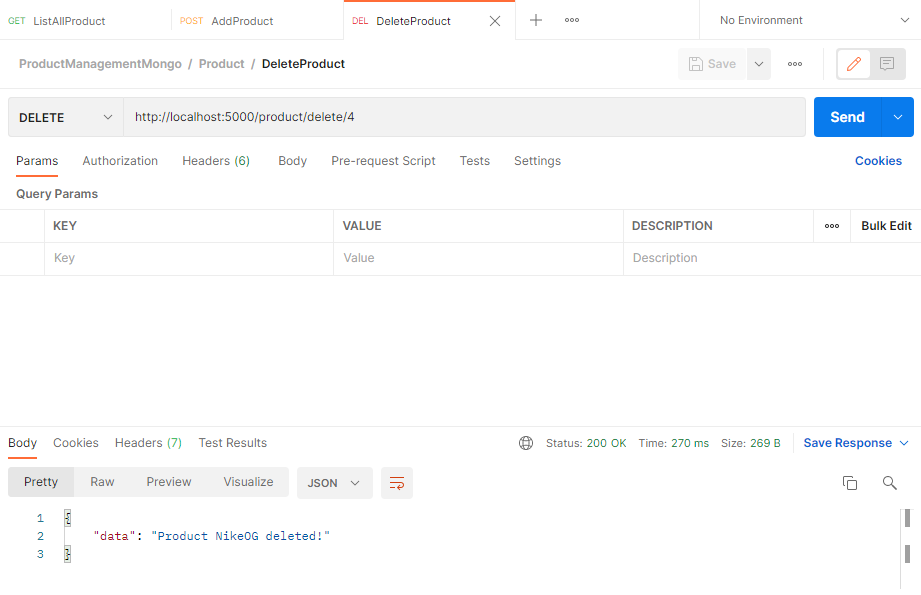 GET ListAllProduct POST AddProduct DEL DeleteProduct No Environment
ProductManagementMongo / Product / DeleteProduct Save
DELETE http://localhost:5000/product/delete/4 Send
Params Authorization Headers (6) Body Pre-request Script Tests Settings Cookies
Query Params
KEY VALUE DESCRIPTION Bulk Edit
Key Value Description
Body Cookies Headers (7) Test Results Status: 200 OK Time: 270 ms Size: 269 B Save Response
Pretty Raw Preview Visualize JSON
1 {
2 "data": "Product NikeOG deleted!"
3 }